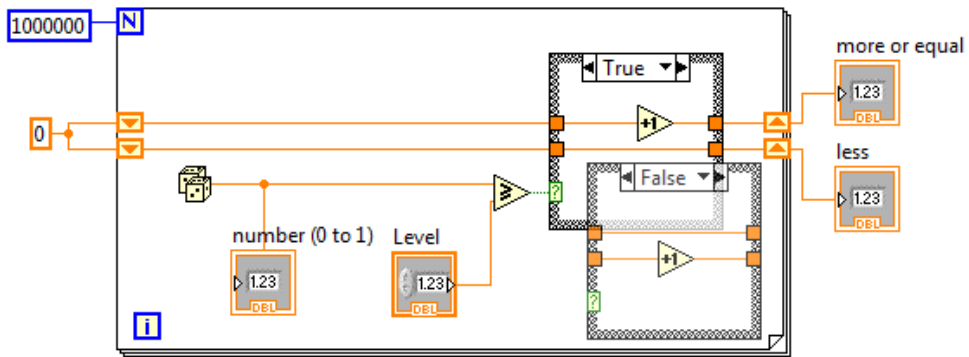 1000000
N
more or equal
True
1.23
DBL
+1
0
less
False
1.23
DBL
≥
?
number (0 to 1)
Level
+1
1.23
DBL
1.23
DBL
?
i